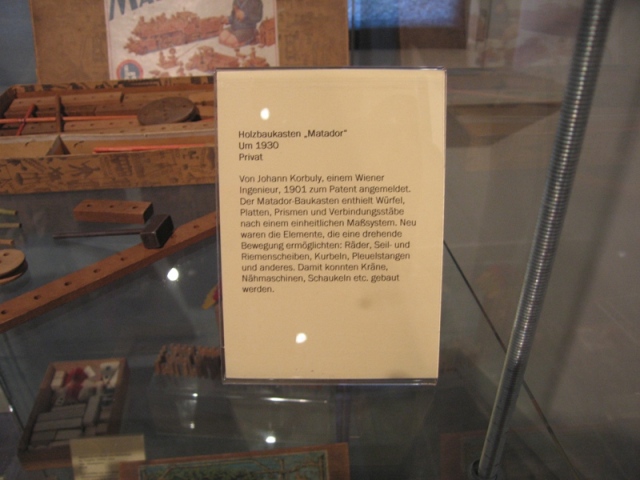 Holzbaukasten „Matador“
Um 1930
Privat
Von Johann Korbuly, einem Wiener
Ingenieur, 1901 zum Patent angemeldet.
Der Matador-Baukasten enthielt Würfel,
Platten, Prismen und Verbindungsstäbe
nach einem einheitlichen Maßsystem. Neu
waren die Elemente, die eine drehende
Bewegung ermöglichten: Räder, Seil- und
Riemenscheiben, Kurbeln, Pleuelstangen
und anderes. Damit konnten Kräne,
Nähmaschinen, Schaukeln etc. gebaut
werden.